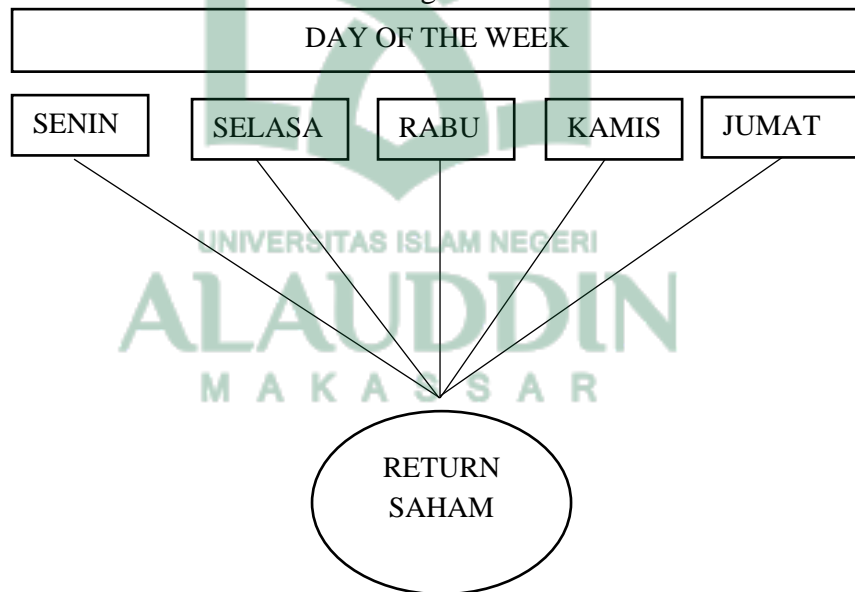 DAY OF THE WEEK
SENIN SELASA RABU KAMIS JUMAT
UNIVERSITAS ISLAM NEGERI
ALAUDDIN
MAKASSAR
RETURN
SAHAM